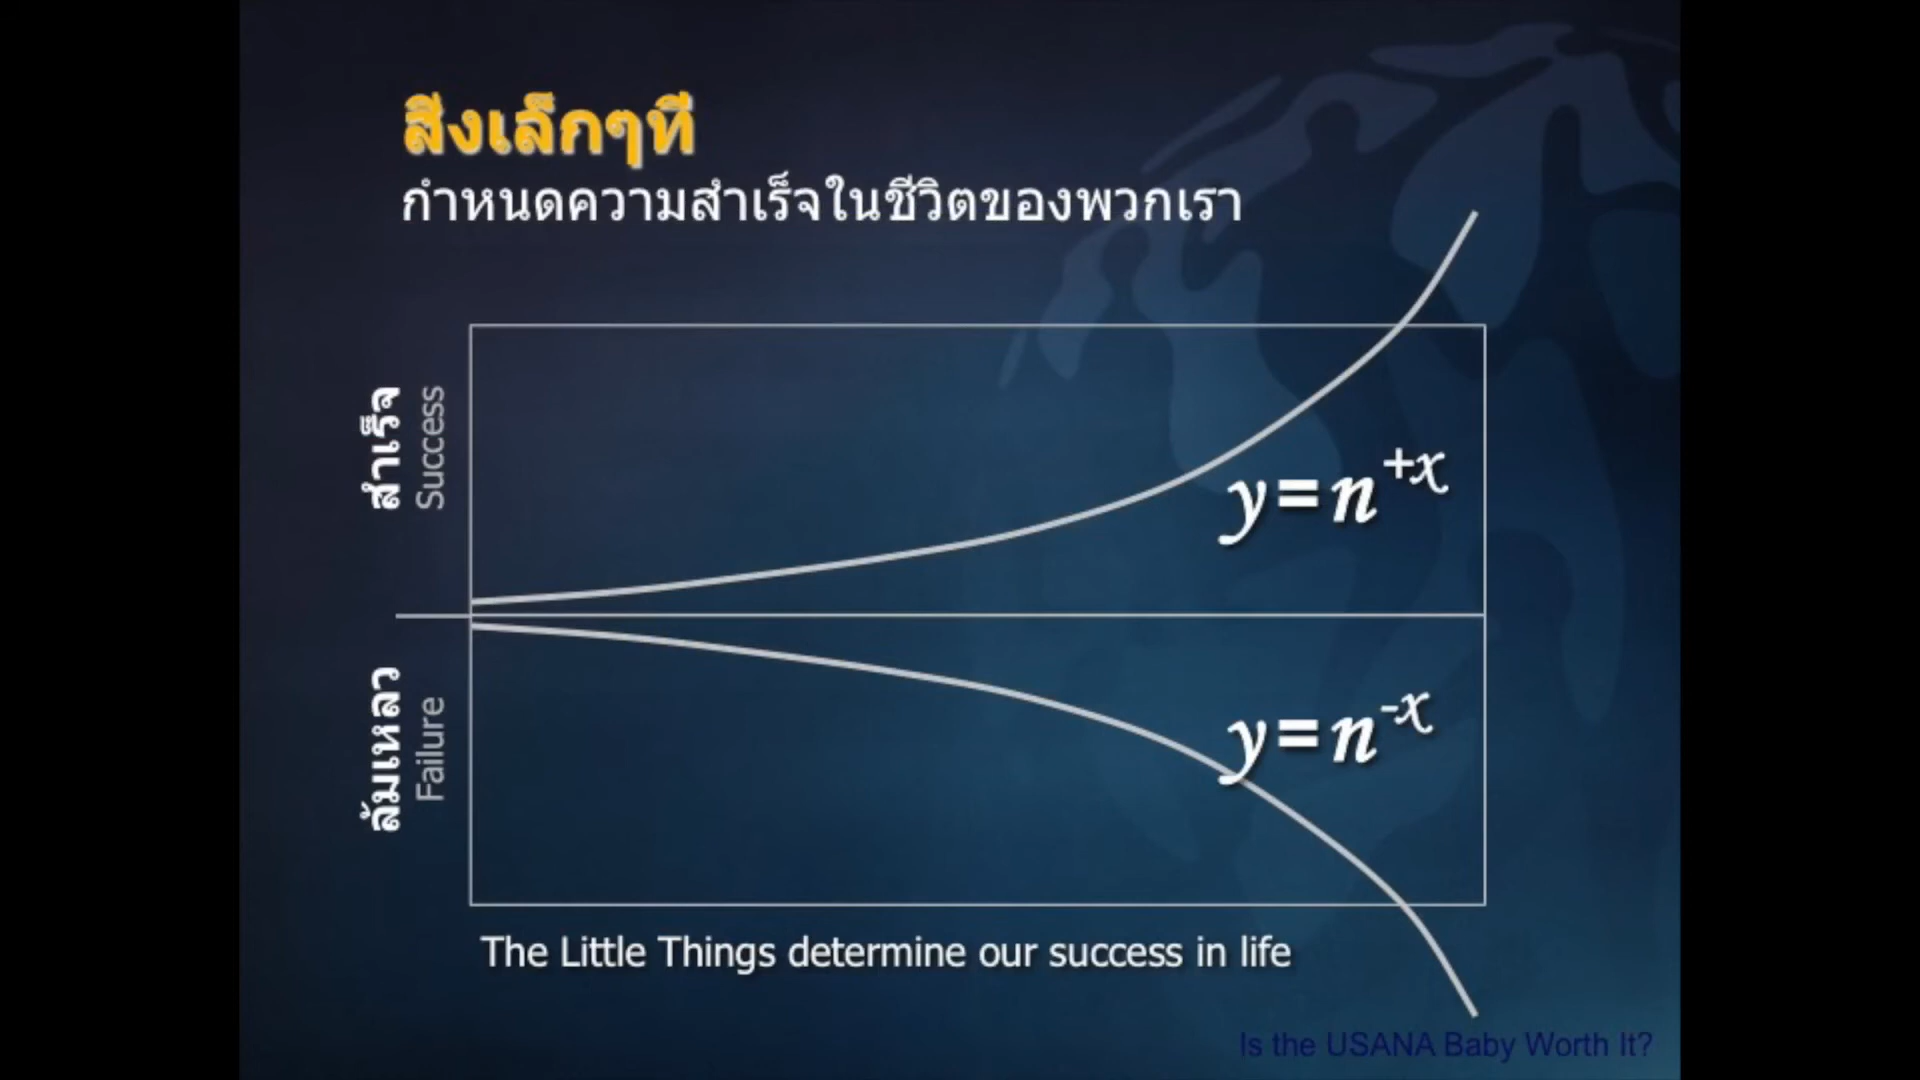 สิ่งเล็กๆที่
กำหนดความสำเร็จในชีวิตของพวกเรา
สำเร็จ
Success
y=n+x
ล้มเหลว
Failure
y=n-x
The Little Things determine our success in life
Is the USANA Baby Worth It?